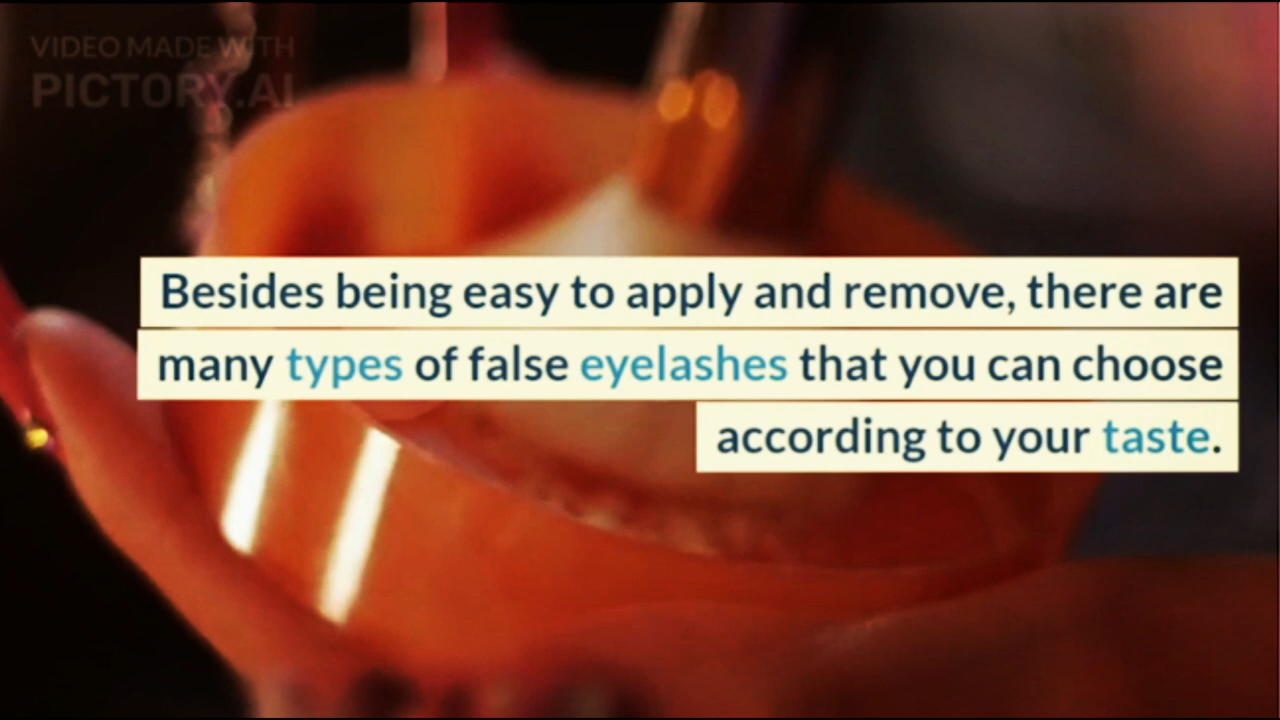 VIDEO MADE WITH
PICTORY.AI
Besides being easy to apply and remove, there are
many types of false eyelashes that you can choose
according to your taste.